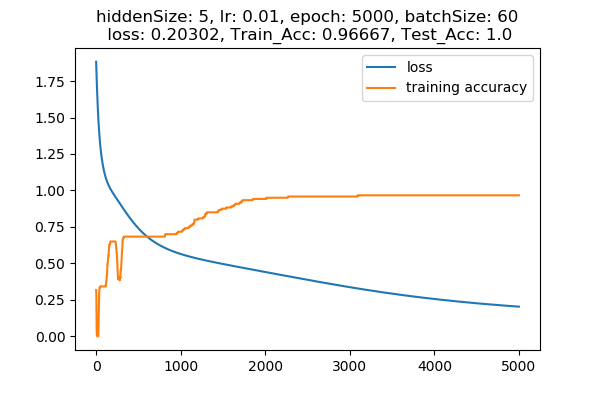 hiddenSize: 5, lr: 0.01, epoch: 5000, batchSize: 60
loss: 0.20302, Train_Acc: 0.96667, Test_Acc: 1.0
loss
training accuracy
1.75
1.50
1.25
1.00
0.75
0.50
0.25
0.00
0 1000 2000 3000 4000 5000